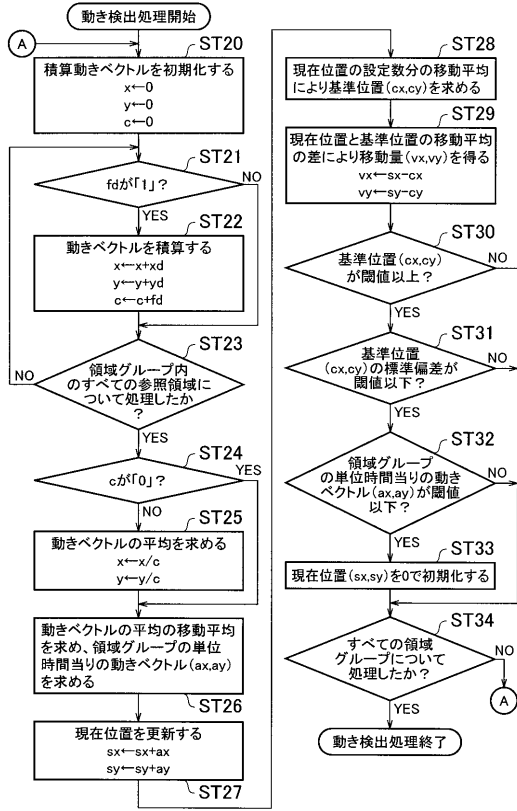 動き検出処理開始
A
ST20
積算動きベクトルを初期化する
x←0
y←0
c←0
ST21
fdが「1」?
NO
YES
ST22
動きベクトルを積算する
x←x+xd
y←y+yd
c←c+fd
ST23
領域グループ内
のすべての参照領域に
ついて処理したか
?
NO
YES
ST24
cが「0」?
YES
NO
ST25
動きベクトルの平均を求める
x←x/c
y←y/c
動きベクトルの平均の移動平均
を求め、領域グループの単位
時間当りの動きベクトル(ax,ay)
を求める
ST26
現在位置を更新する
sx←sx+ax
sy←sy+ay
ST27
ST28
現在位置の設定数分の移動平均
により基準位置(cx,cy)を求める
ST29
現在位置と基準位置の移動平均
の差により移動量(vx,vy)を得る
vx←sx-cx
vy←sy-cy
ST30
基準位置(cx,cy)
が閾値以上?
NO
YES
ST31
基準位置
(cx,cy)の標準偏差が
閾値以下?
NO
YES
ST32
領域グループ
の単位時間当りの動き
ベクトル(ax,ay)が閾値
以下?
NO
YES
ST33
現在位置(sx,sy)を0で初期化する
ST34
すべての領域
グループについて
処理したか?
NO
A
YES
動き検出処理終了